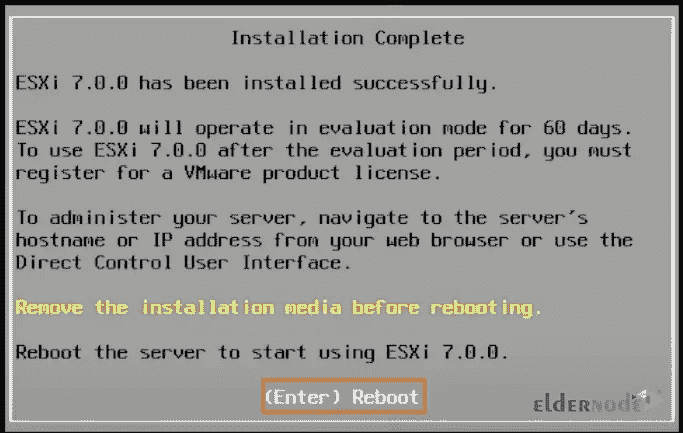 Installation Complete
ESXi 7.0.0 has been installed successfully.
ESXi 7.0.0 will operate in evaluation mode for 60 days.
To use ESXi 7.0.0 after the evaluation period, you must
register for a VMware product license.
To administer your server, navigate to the server's
hostname or IP address from your web browser or use the
Direct Control User Interface.
Remove the installation media before rebooting.
Reboot the server to start using ESXi 7.0.0.
(Enter) Reboot
eldernode